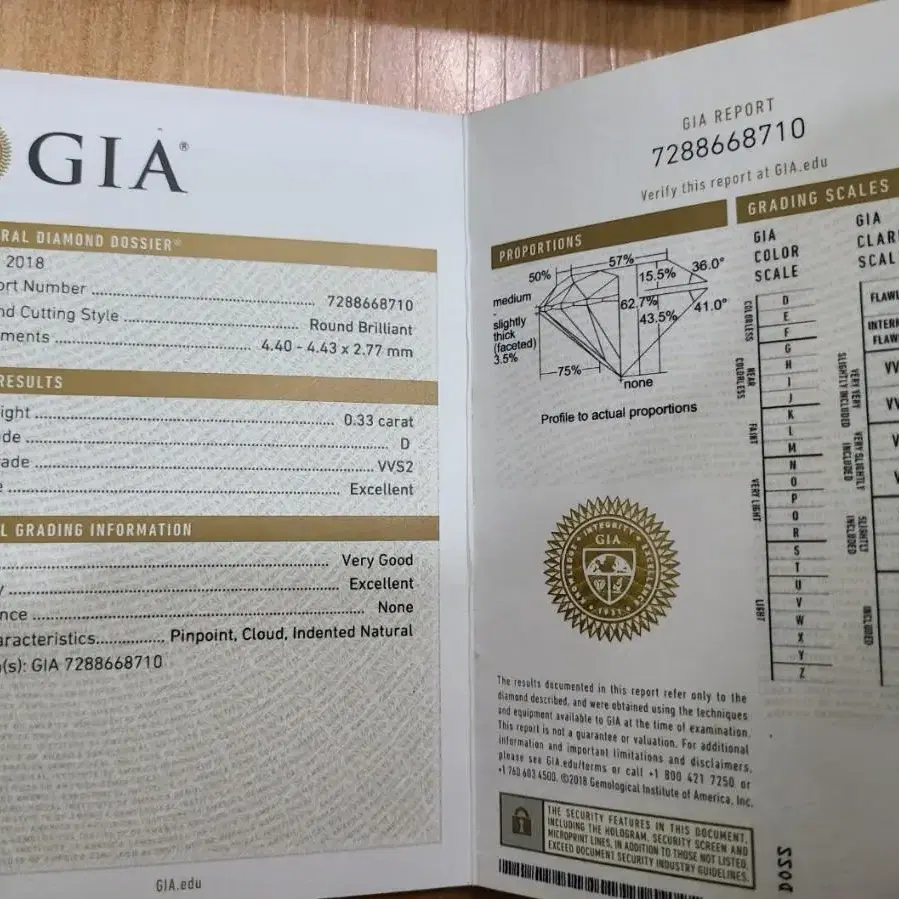 GIA®
RAL DIAMOND DOSSIER®
2018
ort Number ........ 7288668710
nd Cutting Style ........ Round Brilliant
ments ........ 4.40 - 4.43 x 2.77 mm
RESULTS
ight ........ 0.33 carat
de ........ D
ade ........ VVS2
........ Excellent
L GRADING INFORMATION
........ Very Good
........ Excellent
nce ........ None
aracteristics........ Pinpoint, Cloud, Indented Natural
(s): GIA 7288668710
GIA.edu
GIA REPORT
7288668710
Verify this report at GIA.edu
PROPORTIONS
50%
57%
15.5%
36.0°
medium
62.7%
43.5%
41.0°
slightly
thick
(faceted)
3.5%
75%
none
Profile to actual proportions
INTEGRITY
EXCELLENCE
1931
KNOWLEDGE
GIA
The results documented in this report refer only to the
diamond described, and were obtained using the techniques
and equipment available to GIA at the time of examination.
This report is not a guarantee or valuation. For additional
information and important limitations and disclaimers,
please see GIA.edu/terms or call +1 800 421 7250 or
+1 760 603 4500. ©2018 Gemological Institute of America, Inc.
THE SECURITY FEATURES IN THIS DOCUMENT,
INCLUDING THE HOLOGRAM, SECURITY SCREEN AND
MICROPRINT LINES, IN ADDITION TO THOSE NOT LISTED,
EXCEED DOCUMENT SECURITY INDUSTRY GUIDELINES.
GRADING SCALES
GIA
COLOR
SCALE
COLORLESS
D
E
F
NEAR
COLORLESS
G
H
I
J
FAINT
K
L
M
VERY LIGHT
N
O
P
Q
R
LIGHT
S
T
U
V
W
X
Y
Z
GIA
CLAR
SCAL
FLAWL
INTERN
FLAW
VERY VERY
SLIGHTLY INCLUDED
VV
VV
VERY SLIGHTLY
INCLUDED
V
V
SLIGHTLY
INCLUDED
INCLUDED